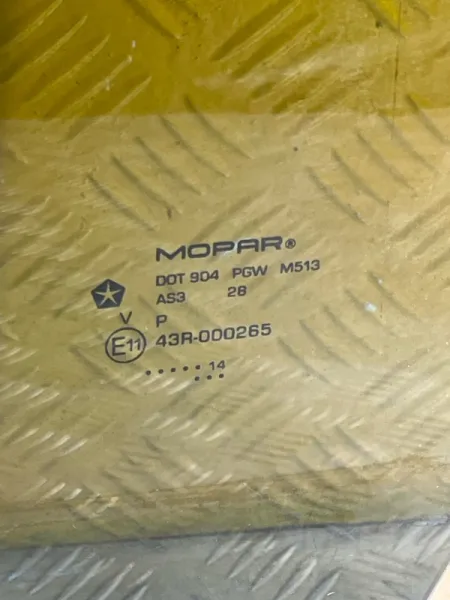 MOPAR®
DOT 904 PGW M513
AS3 28
V P
E11 43R-000265
...... 14
...